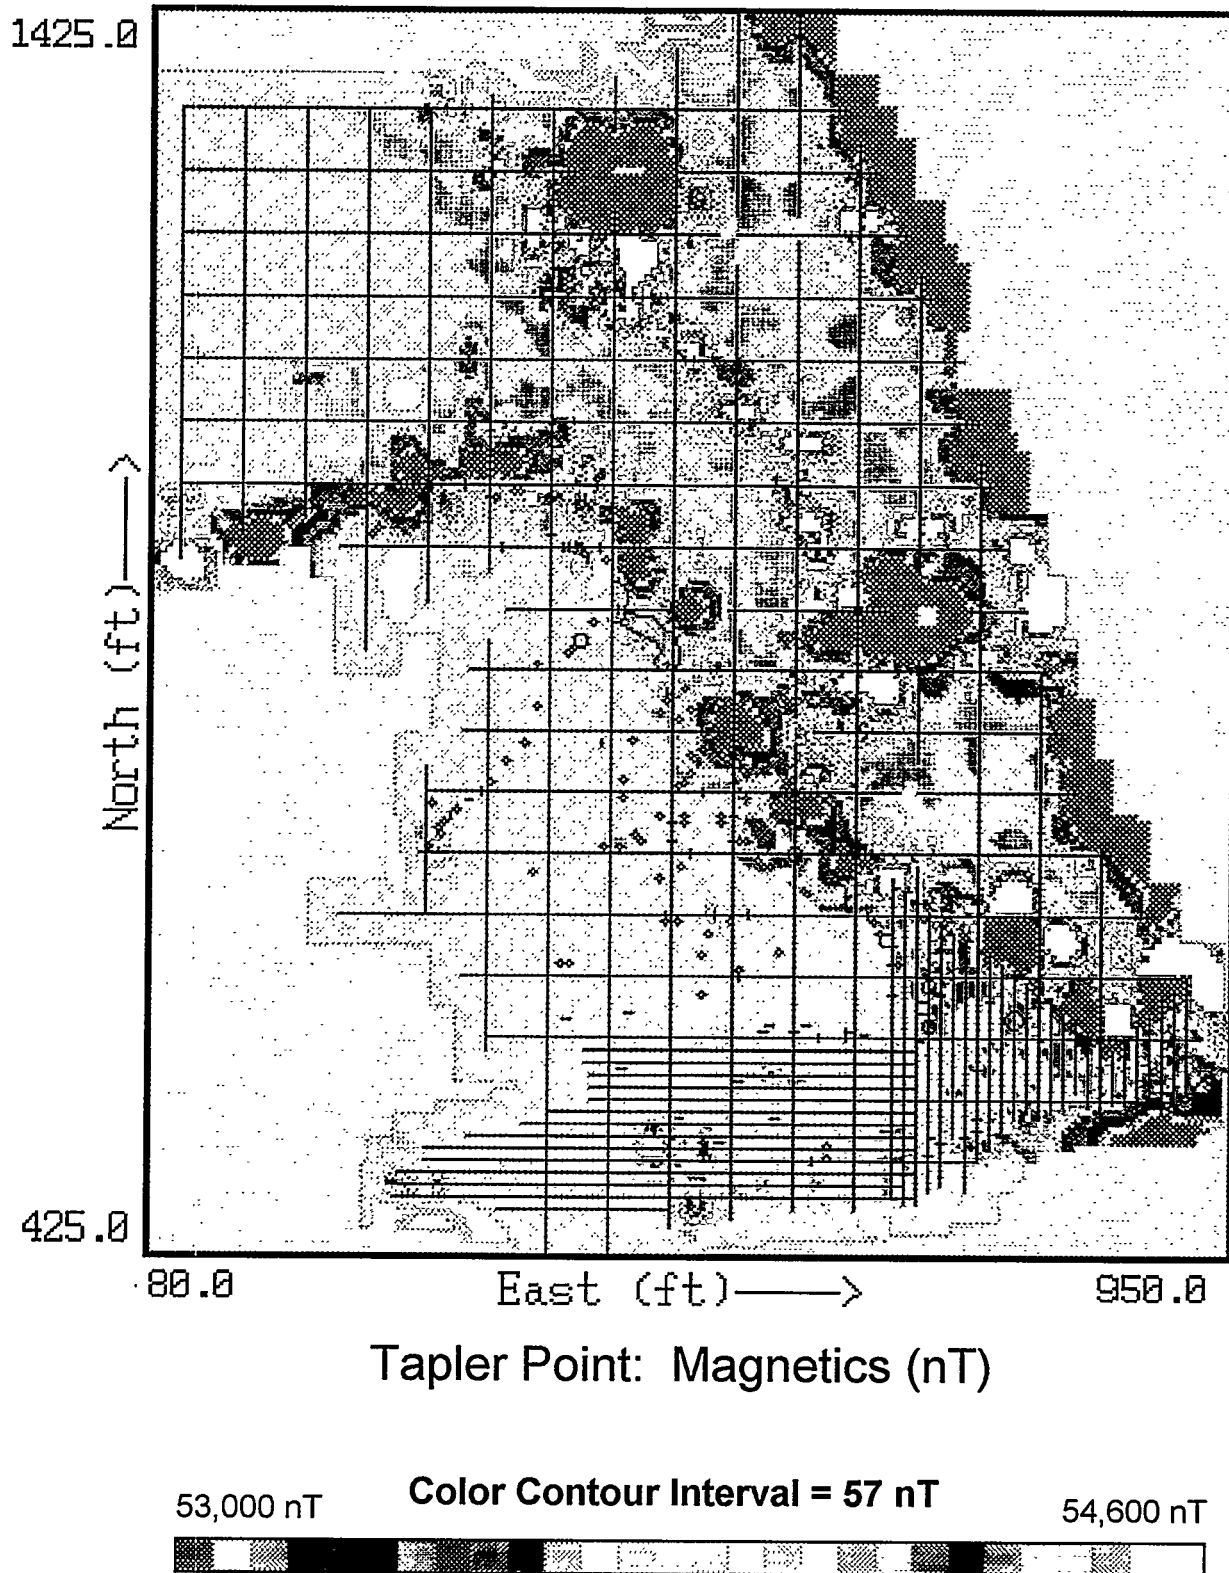 1425.0
North (ft)——>
425.0
80.0
East (ft)——>
950.0
Tapler Point: Magnetics (nT)
Color Contour Interval = 57 nT
53,000 nT
54,600 nT